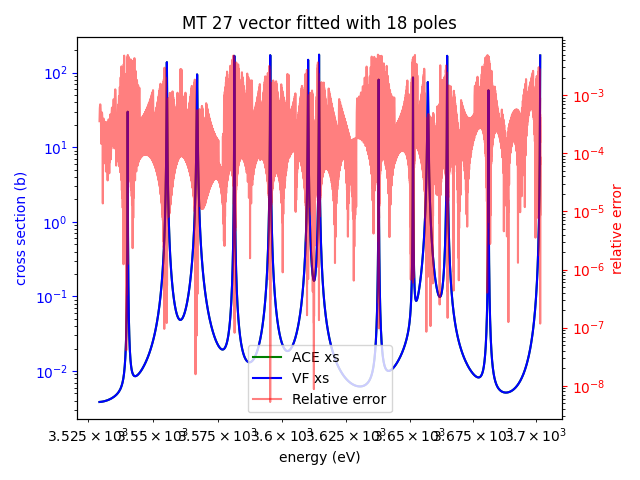 MT 27 vector fitted with 18 poles
10²
10¹
10⁰
10⁻¹
10⁻²
cross section (b)
10⁻³
10⁻⁴
10⁻⁵
10⁻⁶
10⁻⁷
10⁻⁸
relative error
ACE xs
VF xs
Relative error
3.525 × 10³ 3.55 × 10³ 3.575 × 10³ 3.6 × 10³ 3.625 × 10³ 3.65 × 10³ 3.675 × 10³ 3.7 × 10³
energy (eV)